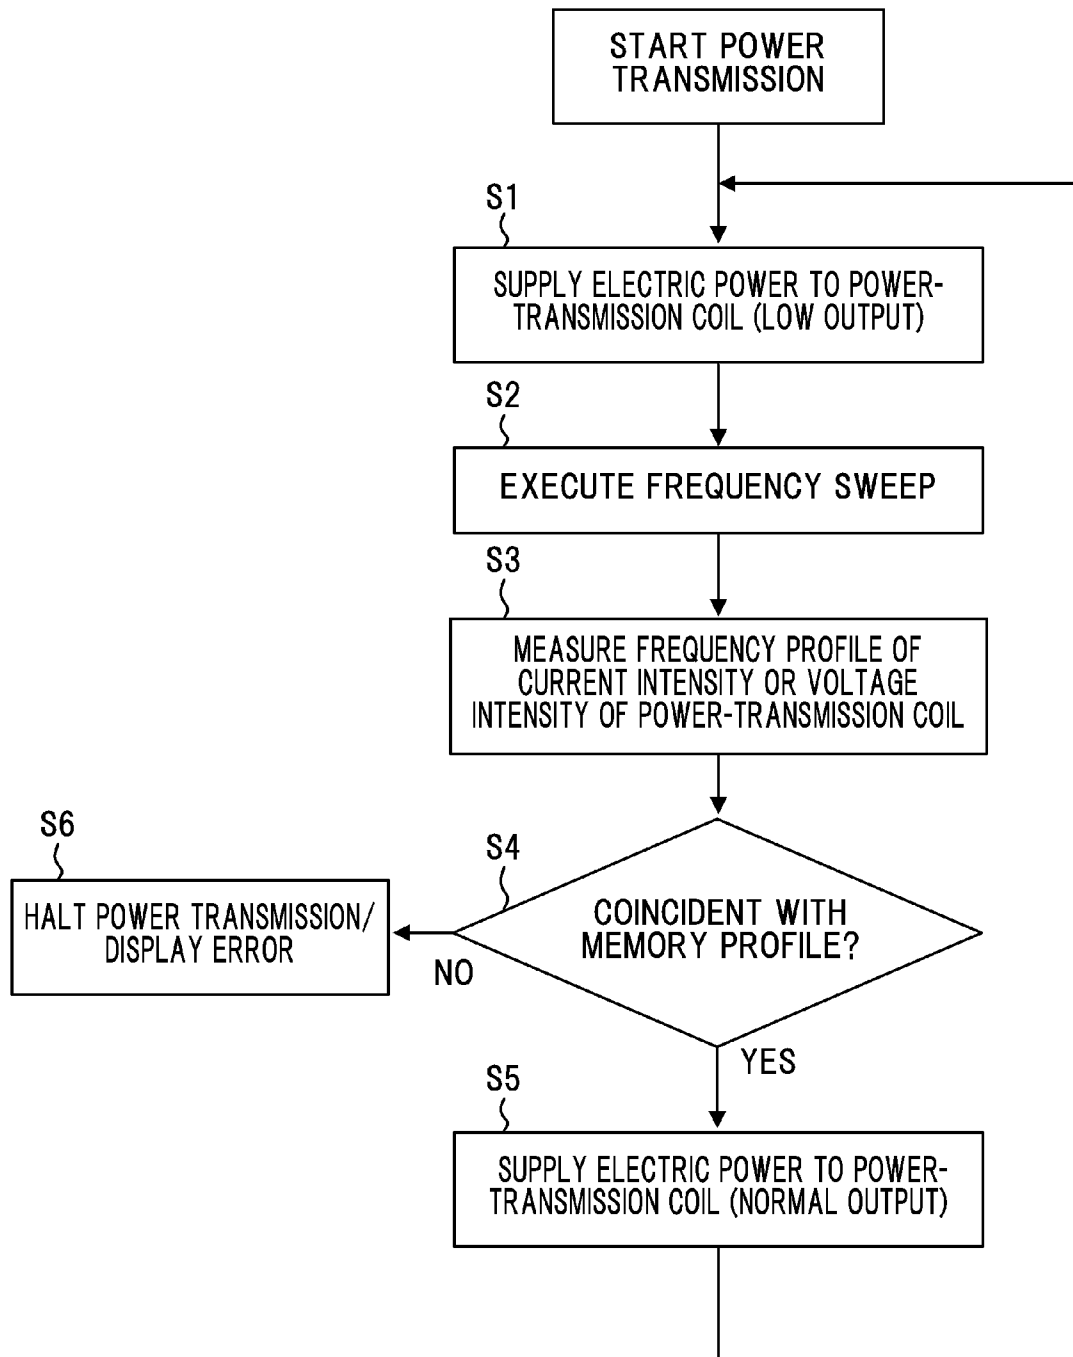 START POWER
TRANSMISSION
S1
SUPPLY ELECTRIC POWER TO POWER-
TRANSMISSION COIL (LOW OUTPUT)
S2
EXECUTE FREQUENCY SWEEP
S3
MEASURE FREQUENCY PROFILE OF
CURRENT INTENSITY OR VOLTAGE
INTENSITY OF POWER-TRANSMISSION COIL
S4
COINCIDENT WITH
MEMORY PROFILE?
S6
HALT POWER TRANSMISSION/
DISPLAY ERROR
NO
YES
S5
SUPPLY ELECTRIC POWER TO POWER-
TRANSMISSION COIL (NORMAL OUTPUT)